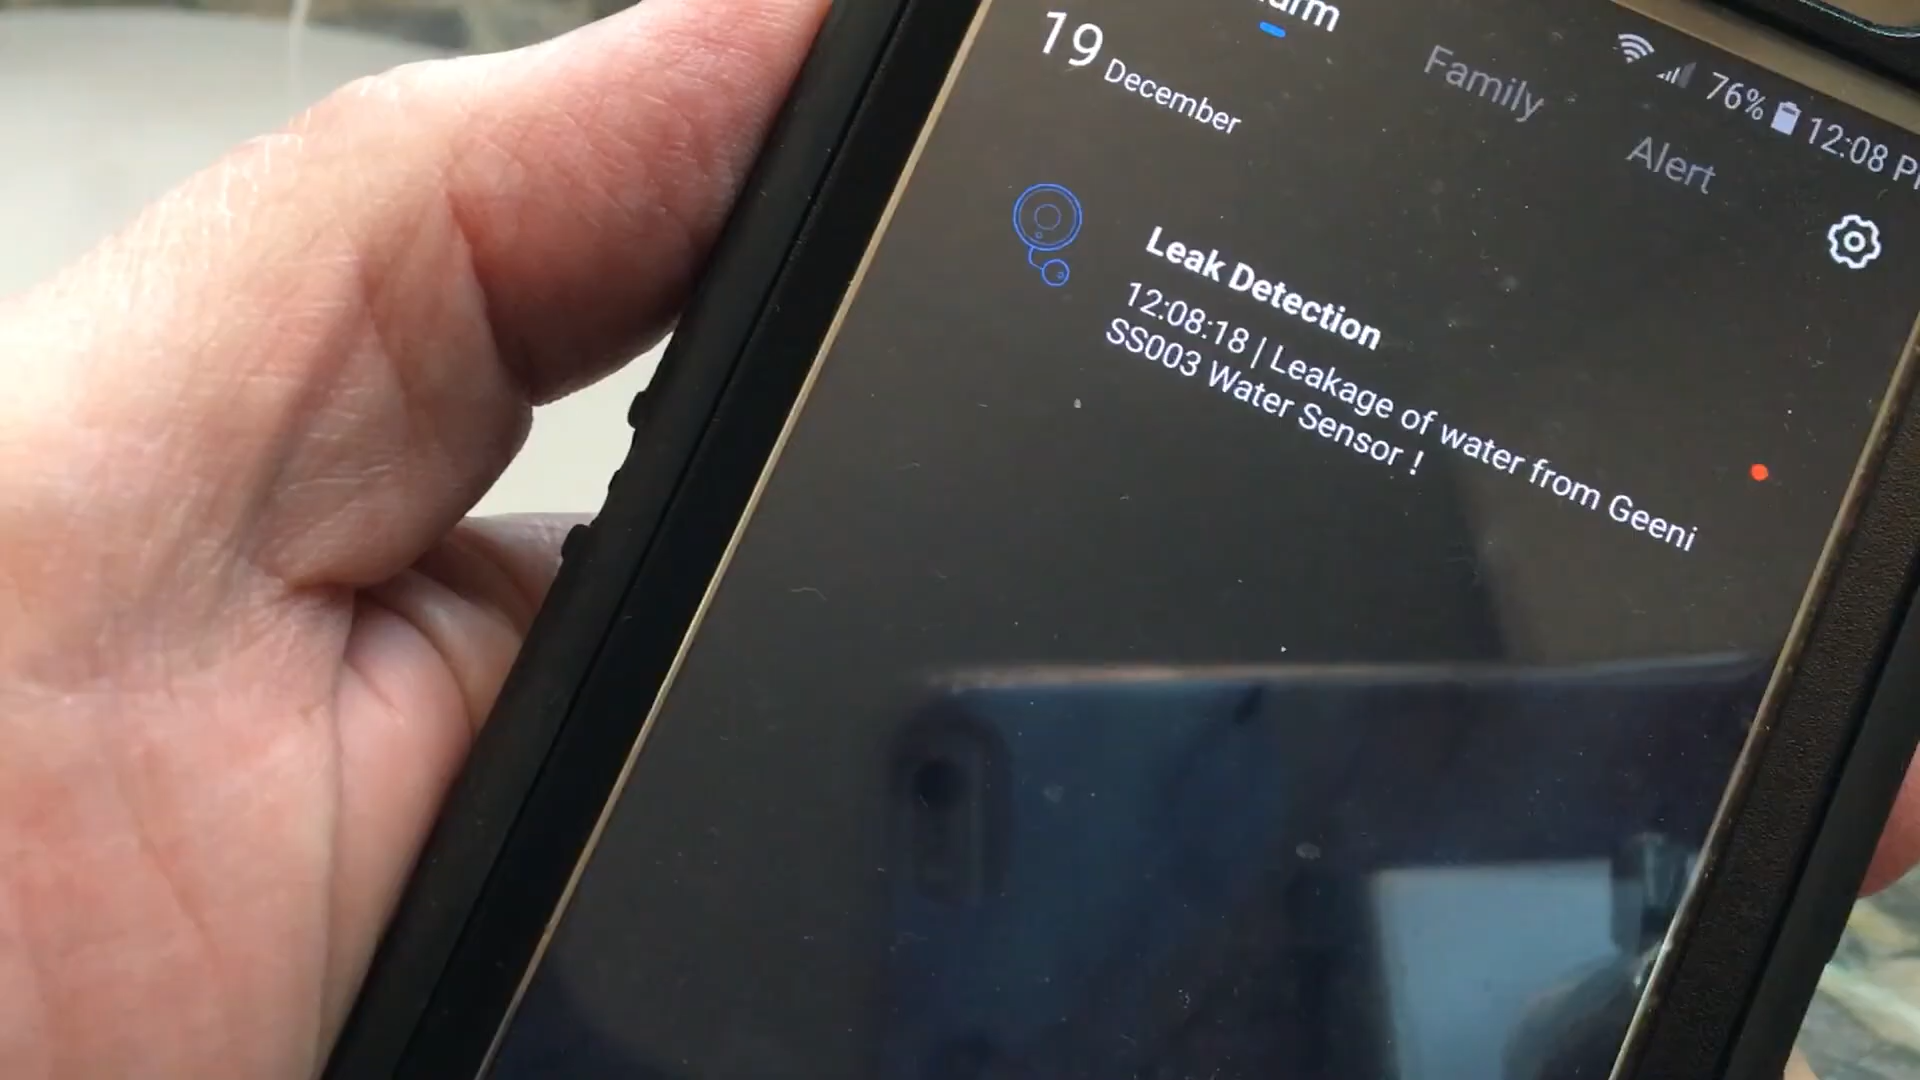 76% 12:08
Family
Alert
19 December
Leak Detection
12:08:18 | Leakage of water from Geeni
SS003 Water Sensor !